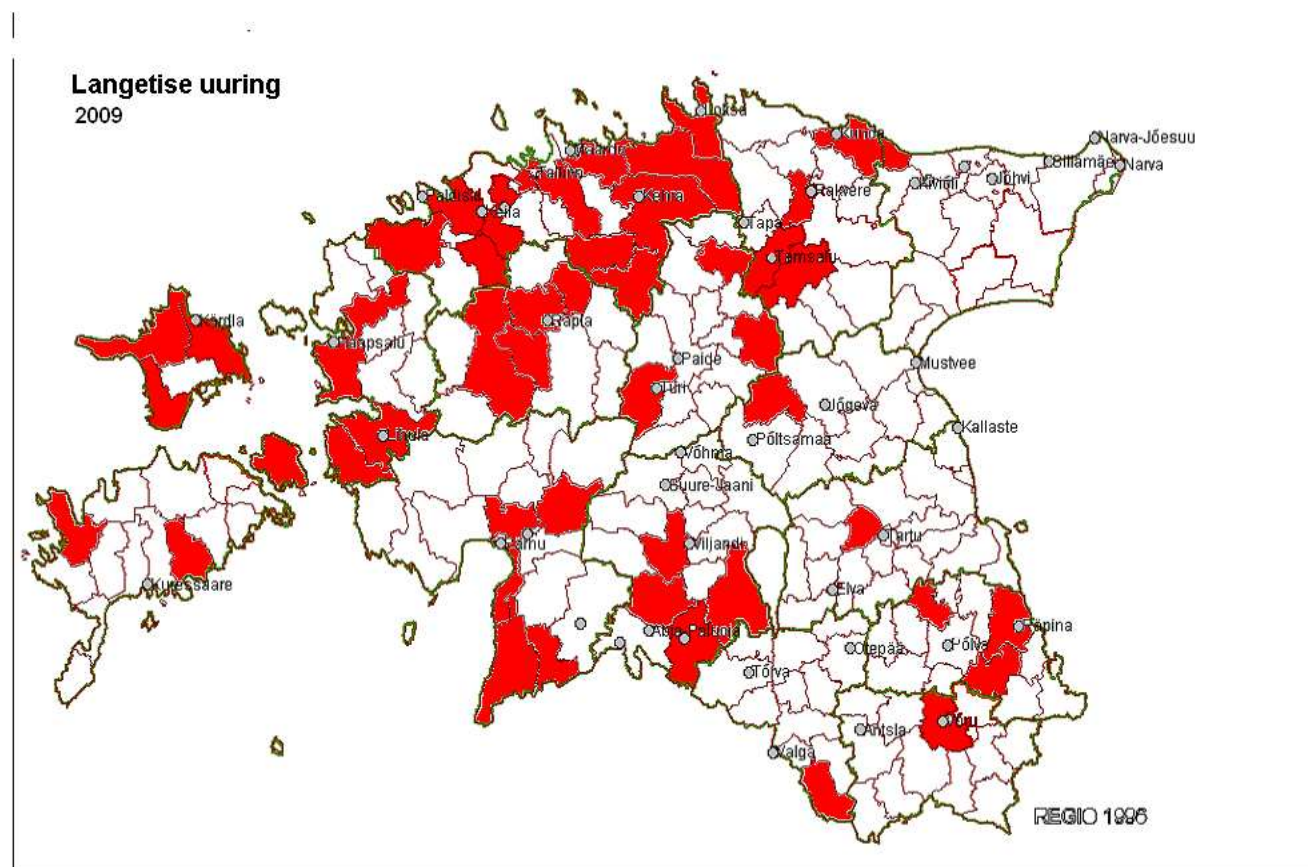 Langetise uuring
2009
Loksa
Kunda
Narva-Jõesuu
Maardu
Sillamäe
Narva
Tallinn
Jõhvi
Kiviõli
Paldiski
Kehra
Rakvere
Keila
Tapa
Tamsalu
Kärdla
Rapla
Haapsalu
Paide
Mustvee
Türi
Jõgeva
Kallaste
Lihula
Põltsamaa
Võhma
Suure-Jaani
Pärnu
Viljandi
Tartu
Kuressaare
Elva
Räpina
Abja-Paluoja
Otepää
Põlva
Tõrva
Võru
Antsla
Valga
REGIO 1996